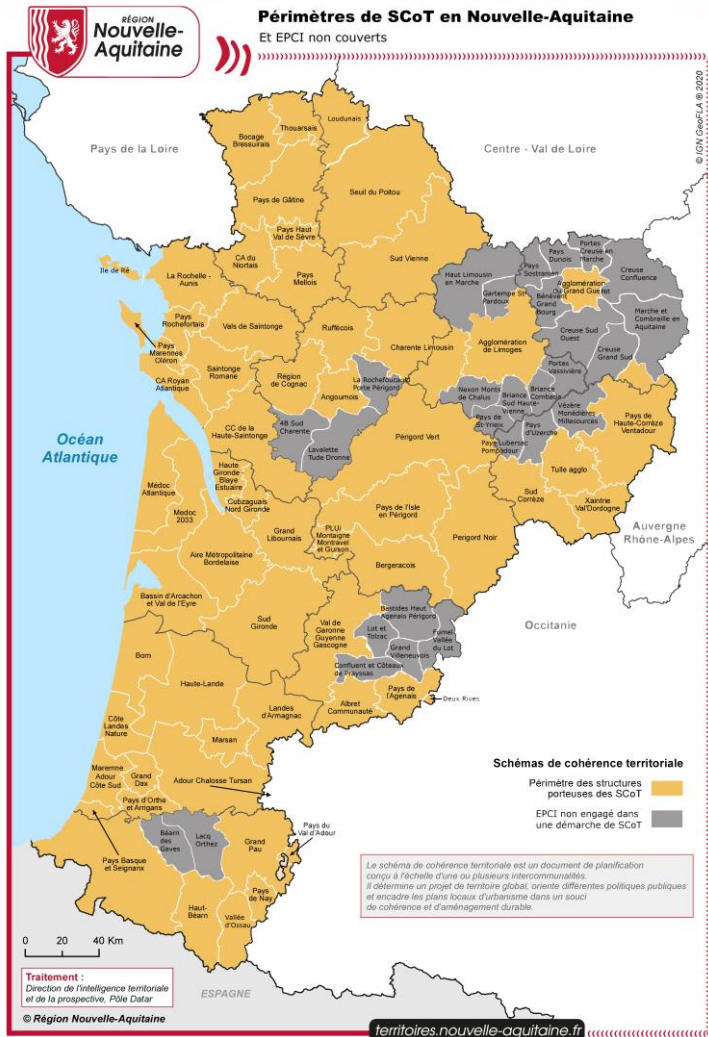 RÉGION
Nouvelle-
Aquitaine
Périmètres de SCoT en Nouvelle-Aquitaine
Et EPCI non couverts
© IGN GeoFLA ® 2020
Pays de la Loire
Centre - Val de Loire
Loudunais
Thouarsais
Bocage
Bressuirais
Seuil du Poitou
Pays de Gâtine
Pays Haut
Val de Sèvre
CA du
Niortais
Pays
Mellois
Sud Vienne
Ile de Ré
La Rochelle -
Aunis
Pays
Rochefortais
Vals de Saintonge
Pays
Marennes
Oléron
CA Royan
Atlantique
Saintonge
Romane
Ruffécois
Charente Limousin
Région
de Cognac
Angoumois
La Rochefoucauld
Porte Périgord
4B Sud
Charente
Lavalette
Tude Dronne
CC de la
Haute-Saintonge
Haut Limousin
en Marche
Gartempe St-
Pardoux
Pays
Sostranien
Pays
Dunois
Portes
Creuse en
Marche
Creuse
Confluence
Agglomération
du Grand Guéret
Bénévent
Grand
Bourg
Marche et
Combraille en
Aquitaine
Creuse Sud
Ouest
Creuse
Grand Sud
Agglomération
de Limoges
Portes
Vassivière
Nexon Monts
de Chalus
Briance
Sud Haute-
Vienne
Briance
Combade
Vézère
Monédières
Millesources
Pays de
St-Yrieix
Pays
d'Uzerche
Pays Lubersac
Pompadour
Pays de
Haute-Corrèze
Ventadour
Tulle agglo
Sud
Corrèze
Xaintrie
Val'Dordogne
Auvergne
Rhône-Alpes
Océan
Atlantique
Haute
Gironde -
Blaye
Estuaire
Cubzaguais
Nord Gironde
Médoc
Atlantique
Medoc
2033
Périgord Vert
Pays de l'Isle
en Périgord
Grand
Libournais
PLUi
Montaigne
Montravel
et Gurson
Perigord Noir
Bergeracois
Aire Métropolitaine
Bordelaise
Bassin d'Arcachon
et Val de l'Eyre
Sud
Gironde
Val de
Garonne
Guyenne
Gascogne
Bastides Haut
Agenais Périgord
Lot et
Tolzac
Fumel
Vallée
du Lot
Grand
Villeneuvois
Confluent et Côteaux
de Prayssas
Occitanie
Albret
Communauté
Pays de
l'Agenais
Deux Rives
Born
Haute-Lande
Landes
d'Armagnac
Côte
Landes
Nature
Marsan
Maremne
Adour
Côte Sud
Grand
Dax
Adour Chalosse Tursan
Pays d'Orthe
et Arrigans
Pays Basque
et Seignanx
Béarn
des
Gaves
Lacq
Orthez
Grand
Pau
Pays du
Val d'Adour
Pays
de Nay
Haut-
Béarn
Vallée
d'Ossau
Schémas de cohérence territoriale
Périmètre des structures
porteuses des SCoT
EPCI non engagé dans
une démarche de SCoT
Le schéma de cohérence territoriale est un document de planification
conçu à l'échelle d'une ou plusieurs intercommunalités.
Il détermine un projet de territoire global, oriente différentes politiques publiques
et encadre les plans locaux d'urbanisme dans un souci
de cohérence et d'aménagement durable.
0 20 40 Km
Traitement :
Direction de l'intelligence territoriale
et de la prospective, Pôle Datar
© Région Nouvelle-Aquitaine
ESPAGNE
territoires.nouvelle-aquitaine.fr